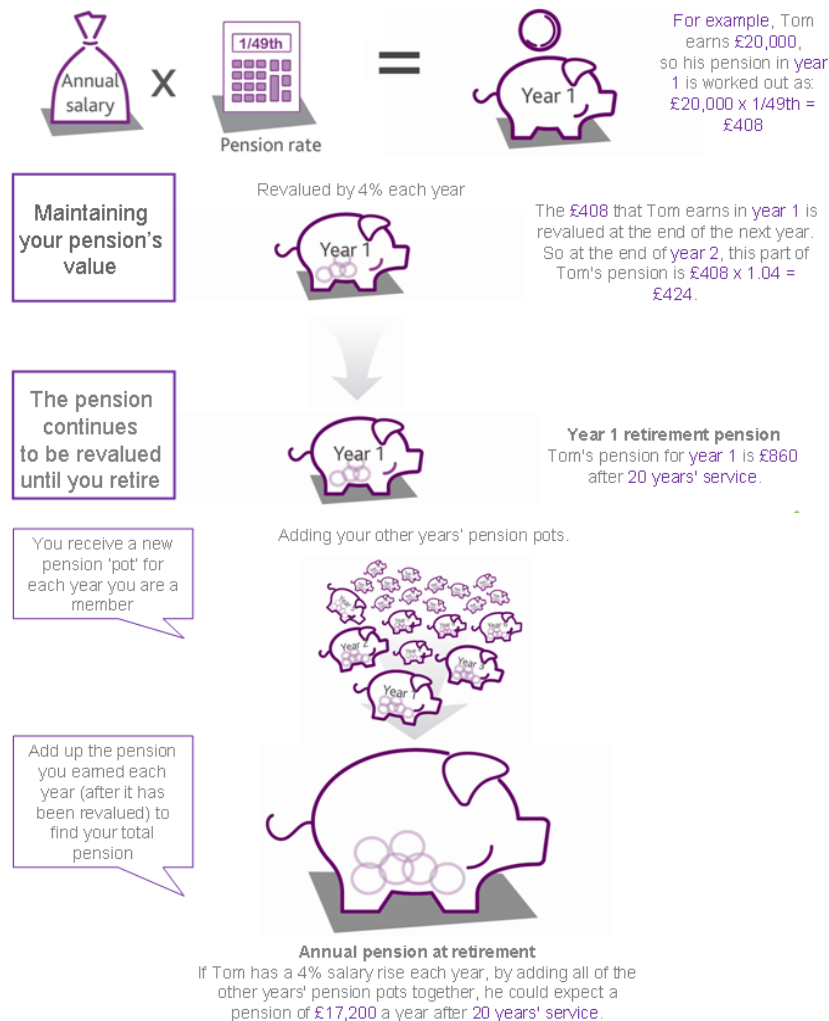 Annual
salary
x
1/49th
Pension rate
=
Year 1
For example, Tom
earns £20,000,
so his pension in year
1 is worked out as:
£20,000 x 1/49th =
£408
Maintaining
your pension's
value
Revalued by 4% each year
Year 1
The £408 that Tom earns in year 1 is
revalued at the end of the next year.
So at the end of year 2, this part of
Tom's pension is £408 x 1.04 =
£424.
The pension
continues
to be revalued
until you retire
Year 1
Year 1 retirement pension
Tom's pension for year 1 is £860
after 20 years' service.
You receive a new
pension 'pot' for
each year you are a
member
Adding your other years' pension pots.
Year 2
Year 3
Year 1
Add up the pension
you earned each
year (after it has
been revalued) to
find your total
pension
Annual pension at retirement
If Tom has a 4% salary rise each year, by adding all of the
other years' pension pots together, he could expect a
pension of £17,200 a year after 20 years' service.